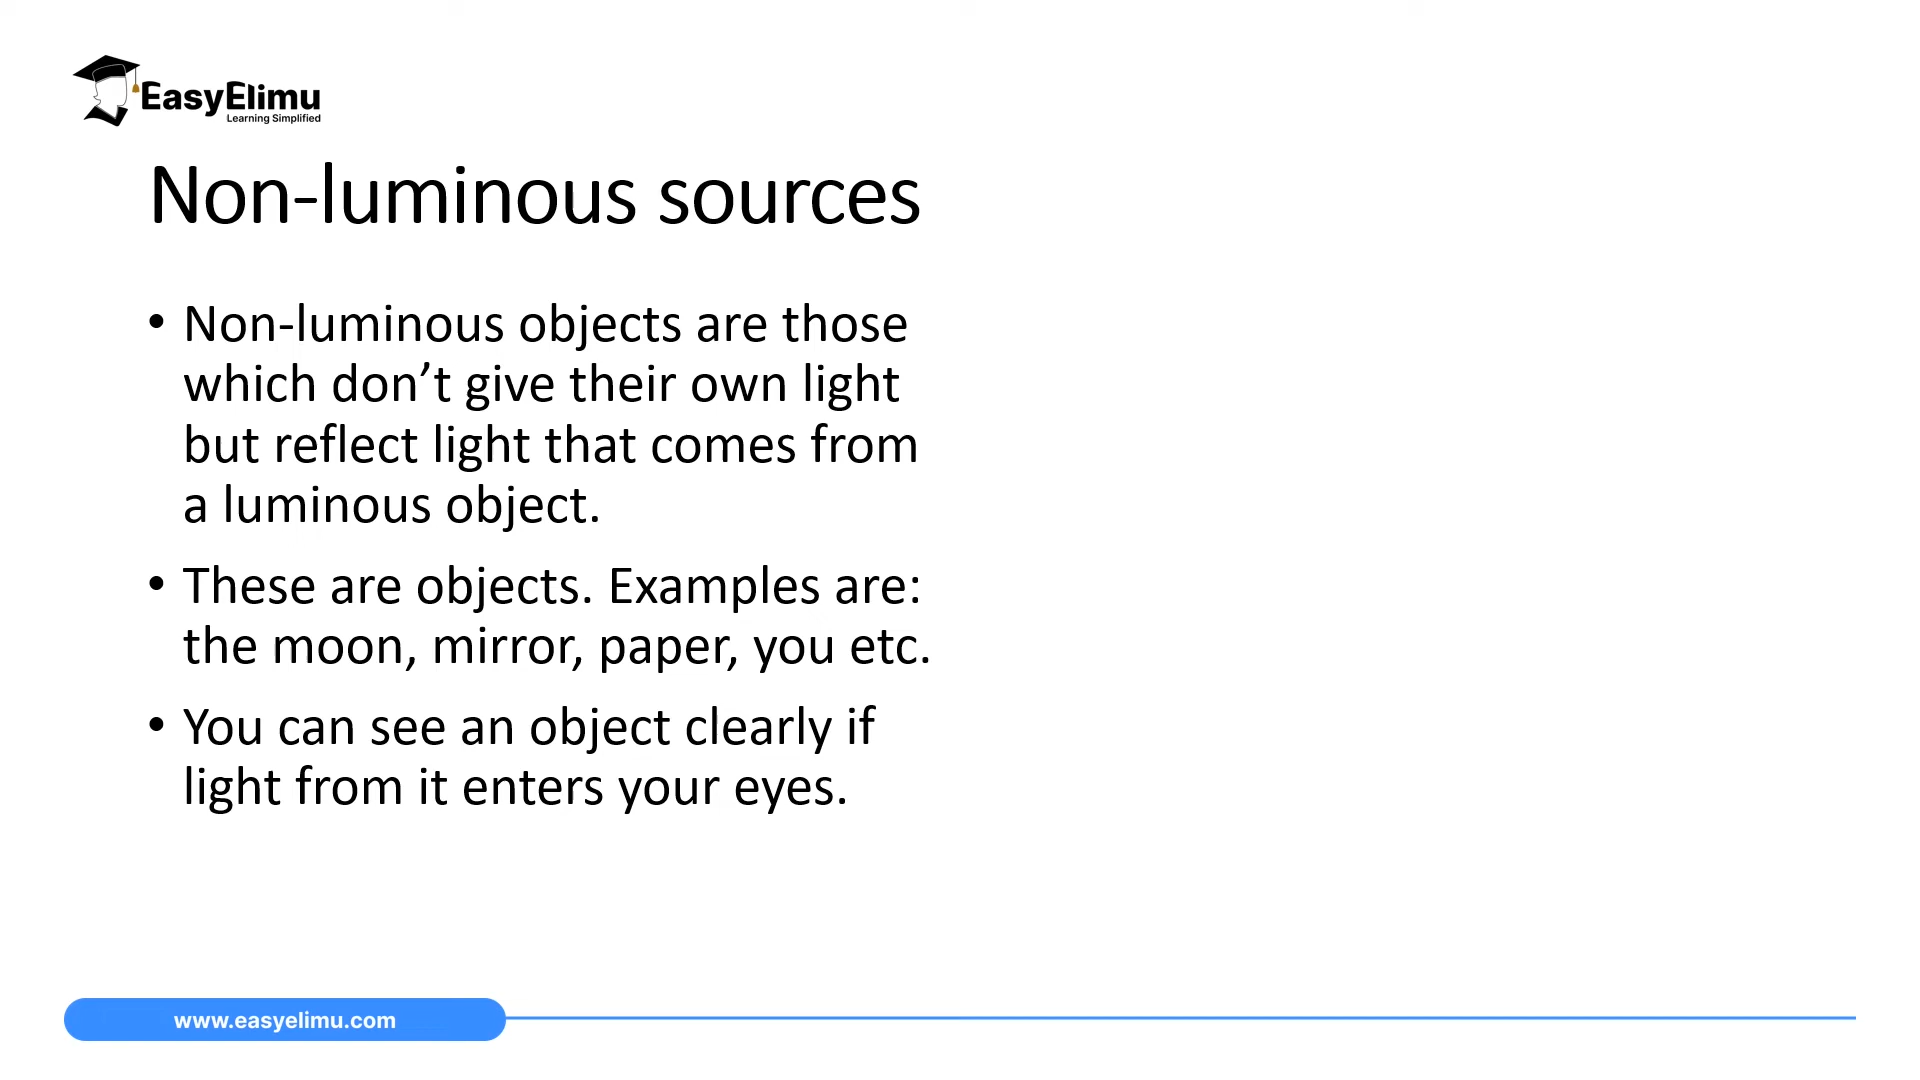 EasyElimu
Learning Simplified
Non-luminous sources
• Non-luminous objects are those
which don’t give their own light
but reflect light that comes from
a luminous object.
• These are objects. Examples are:
the moon, mirror, paper, you etc.
• You can see an object clearly if
light from it enters your eyes.
www.easyelimu.com